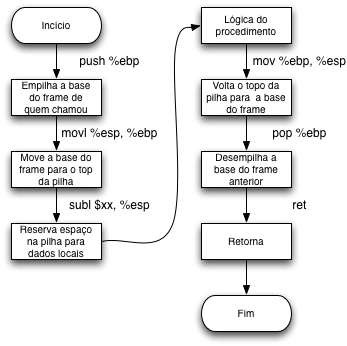 Incício
push %ebp
Empilha a base
do frame de
quem chamou
movl %esp, %ebp
Move a base do
frame para o top
da pilha
subl $xx, %esp
Reserva espaço
na pilha para
dados locais
Lógica do
procedimento
mov %ebp, %esp
Volta o topo da
pilha para a base
do frame
pop %ebp
Desempilha a
base do frame
anterior
ret
Retorna
Fim